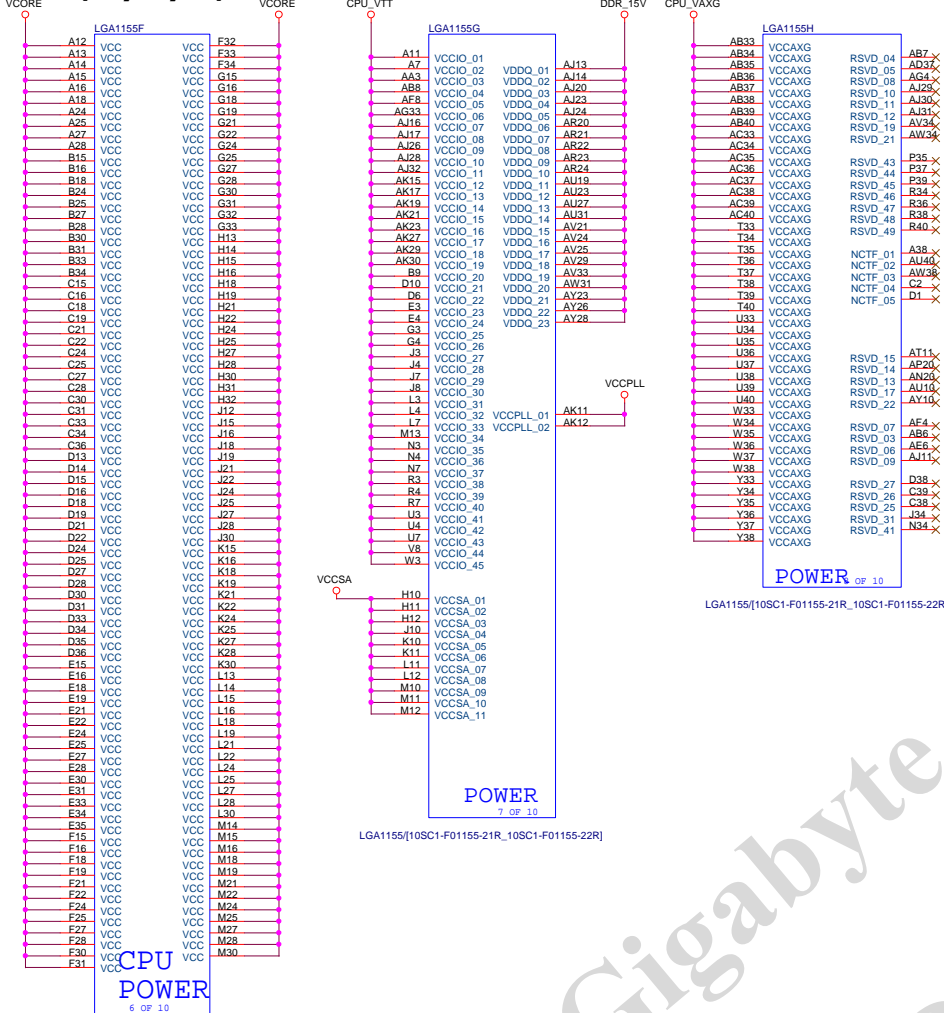 VCORE VCORE
LGA1155F
A12 VCC VCC F32
A13 VCC VCC F33
A14 VCC VCC F34
A15 VCC VCC G15
A16 VCC VCC G16
A18 VCC VCC G18
A24 VCC VCC G19
A25 VCC VCC G21
A27 VCC VCC G22
A28 VCC VCC G24
B15 VCC VCC G25
B16 VCC VCC G27
B18 VCC VCC G28
B24 VCC VCC G30
B25 VCC VCC G31
B27 VCC VCC G32
B28 VCC VCC G33
B30 VCC VCC H13
B31 VCC VCC H14
B33 VCC VCC H15
B34 VCC VCC H16
C15 VCC VCC H18
C16 VCC VCC H19
C18 VCC VCC H21
C19 VCC VCC H22
C21 VCC VCC H24
C22 VCC VCC H25
C24 VCC VCC H27
C25 VCC VCC H28
C27 VCC VCC H30
C28 VCC VCC H31
C30 VCC VCC H32
C31 VCC VCC J12
C33 VCC VCC J15
C34 VCC VCC J16
C36 VCC VCC J18
D13 VCC VCC J19
D14 VCC VCC J21
D15 VCC VCC J22
D16 VCC VCC J24
D18 VCC VCC J25
D19 VCC VCC J27
D21 VCC VCC J28
D22 VCC VCC J30
D24 VCC VCC K15
D25 VCC VCC K16
D27 VCC VCC K18
D28 VCC VCC K19
D30 VCC VCC K21
D31 VCC VCC K22
D33 VCC VCC K24
D34 VCC VCC K25
D35 VCC VCC K27
D36 VCC VCC K28
E15 VCC VCC K30
E16 VCC VCC L13
E18 VCC VCC L14
E19 VCC VCC L15
E21 VCC VCC L16
E22 VCC VCC L18
E24 VCC VCC L19
E25 VCC VCC L21
E27 VCC VCC L22
E28 VCC VCC L24
E30 VCC VCC L25
E31 VCC VCC L27
E33 VCC VCC L28
E34 VCC VCC L30
E35 VCC VCC M14
F15 VCC VCC M15
F16 VCC VCC M16
F18 VCC VCC M18
F19 VCC VCC M19
F21 VCC VCC M21
F22 VCC VCC M22
F24 VCC VCC M24
F25 VCC VCC M25
F27 VCC VCC M27
F28 VCC VCC M28
F30 VCC VCC M30
F31 VCC
CPU
POWER
6 OF 10
CPU_VTT DDR_15V
LGA1155G
A11 VCCIO_01
A7 VCCIO_02 VDDQ_01 AJ13
AA3 VCCIO_03 VDDQ_02 AJ14
AB8 VCCIO_04 VDDQ_03 AJ20
AF8 VCCIO_05 VDDQ_04 AJ23
AG33 VCCIO_06 VDDQ_05 AJ24
AJ16 VCCIO_07 VDDQ_06 AR20
AJ17 VCCIO_08 VDDQ_07 AR21
AJ26 VCCIO_09 VDDQ_08 AR22
AJ28 VCCIO_10 VDDQ_09 AR23
AJ32 VCCIO_11 VDDQ_10 AR24
AK15 VCCIO_12 VDDQ_11 AU19
AK17 VCCIO_13 VDDQ_12 AU23
AK19 VCCIO_14 VDDQ_13 AU27
AK21 VCCIO_15 VDDQ_14 AU31
AK23 VCCIO_16 VDDQ_15 AV21
AK27 VCCIO_17 VDDQ_16 AV24
AK29 VCCIO_18 VDDQ_17 AV25
AK30 VCCIO_19 VDDQ_18 AV29
B9 VCCIO_20 VDDQ_19 AV33
D10 VCCIO_21 VDDQ_20 AW31
D6 VCCIO_22 VDDQ_21 AY23
E3 VCCIO_23 VDDQ_22 AY26
E4 VCCIO_24 VDDQ_23 AY28
G3 VCCIO_25
G4 VCCIO_26
J3 VCCIO_27
J4 VCCIO_28
J7 VCCIO_29
J8 VCCIO_30
VCCPLL
L3 VCCIO_31
L4 VCCIO_32 VCCPLL_01 AK11
L7 VCCIO_33 VCCPLL_02 AK12
M13 VCCIO_34
N3 VCCIO_35
N4 VCCIO_36
N7 VCCIO_37
R3 VCCIO_38
R4 VCCIO_39
R7 VCCIO_40
U3 VCCIO_41
U4 VCCIO_42
U7 VCCIO_43
V8 VCCIO_44
W3 VCCIO_45
VCCSA
H10 VCCSA_01
H11 VCCSA_02
H12 VCCSA_03
J10 VCCSA_04
K10 VCCSA_05
K11 VCCSA_06
L11 VCCSA_07
L12 VCCSA_08
M10 VCCSA_09
M11 VCCSA_10
M12 VCCSA_11
POWER
7 OF 10
LGA1155/[10SC1-F01155-21R_10SC1-F01155-22R]
CPU_VAXG
LGA1155H
AB33 VCCAXG
AB34 VCCAXG RSVD_04 AB7
AB35 VCCAXG RSVD_05 AD37
AB36 VCCAXG RSVD_08 AG4
AB37 VCCAXG RSVD_10 AJ29
AB38 VCCAXG RSVD_11 AJ30
AB39 VCCAXG RSVD_12 AJ31
AB40 VCCAXG RSVD_19 AV34
AC33 VCCAXG RSVD_21 AW34
AC34 VCCAXG
AC35 VCCAXG RSVD_43 P35
AC36 VCCAXG RSVD_44 P37
AC37 VCCAXG RSVD_45 P39
AC38 VCCAXG RSVD_46 R34
AC39 VCCAXG RSVD_47 R36
AC40 VCCAXG RSVD_48 R38
T33 VCCAXG RSVD_49 R40
T34 VCCAXG
T35 VCCAXG NCTF_01 A38
T36 VCCAXG NCTF_02 AU40
T37 VCCAXG NCTF_03 AW38
T38 VCCAXG NCTF_04 C2
T39 VCCAXG NCTF_05 D1
T40 VCCAXG
U33 VCCAXG
U34 VCCAXG
U35 VCCAXG
U36 VCCAXG RSVD_15 AT11
U37 VCCAXG RSVD_14 AP20
U38 VCCAXG RSVD_13 AN20
U39 VCCAXG RSVD_17 AU10
U40 VCCAXG RSVD_22 AY10
W33 VCCAXG
W34 VCCAXG RSVD_07 AF4
W35 VCCAXG RSVD_03 AB6
W36 VCCAXG RSVD_06 AE6
W37 VCCAXG RSVD_09 AJ11
W38 VCCAXG
Y33 VCCAXG RSVD_27 D38
Y34 VCCAXG RSVD_26 C39
Y35 VCCAXG RSVD_25 C38
Y36 VCCAXG RSVD_31 J34
Y37 VCCAXG RSVD_41 N34
Y38 VCCAXG
POWER
OF 10
LGA1155/[10SC1-F01155-21R_10SC1-F01155-22R
Gigabyte